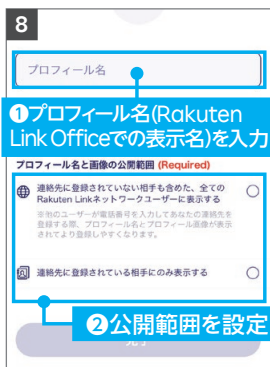 8
プロフィール名
❶プロフィール名(Rakuten
Link Officeでの表示名)を入力
プロフィール名と画像の公開範囲 (Required)
連絡先に登録されていない相手も含めた、全ての
Rakuten Linkネットワークユーザーに表示する
※他のユーザーが電話番号を入力してあなたの連絡先を
登録する際、プロフィール名とプロフィール画像が表示
されてより登録しやすくなります。
連絡先に登録されている相手にのみ表示する
❷公開範囲を設定